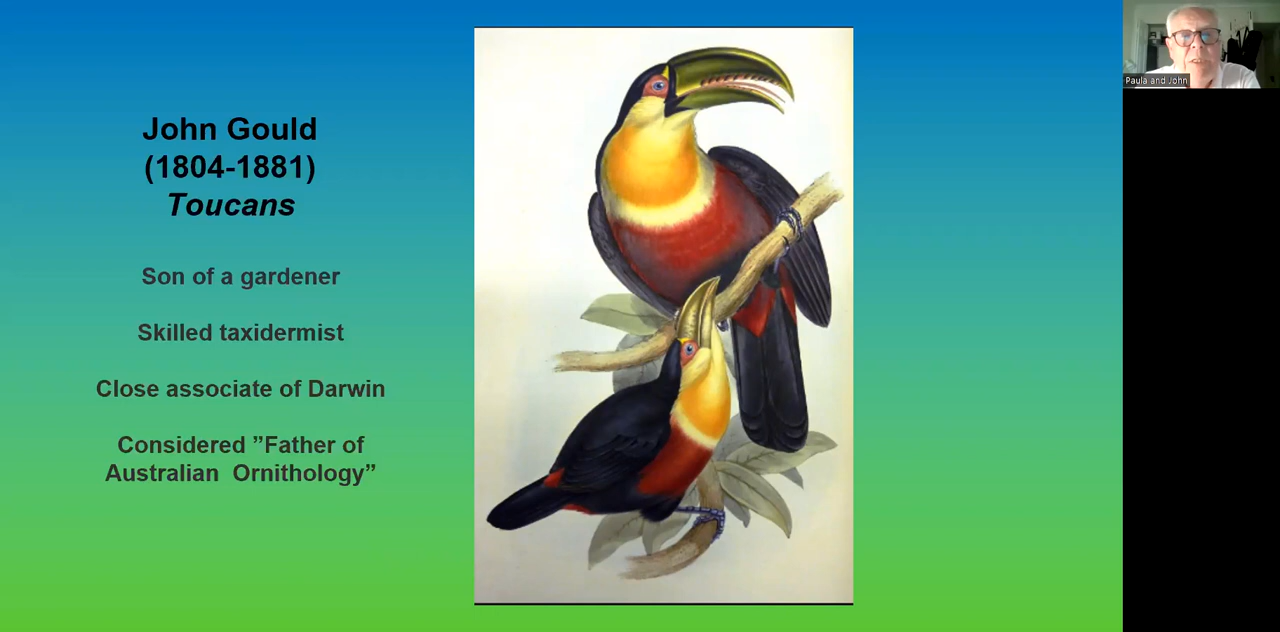 John Gould
(1804-1881)
Toucans
Son of a gardener
Skilled taxidermist
Close associate of Darwin
Considered ”Father of
Australian  Ornithology”
Paula and John